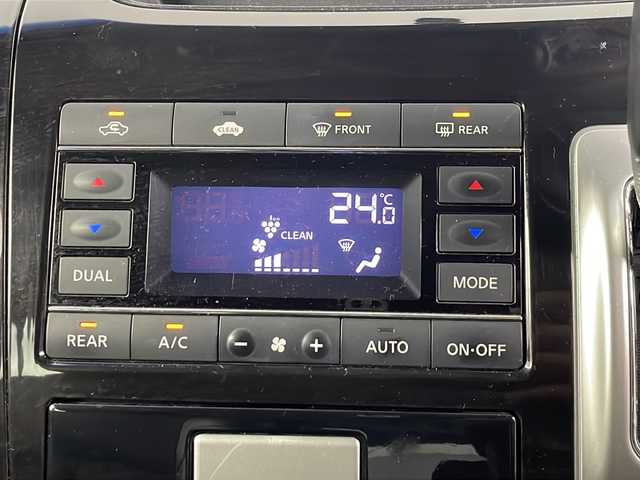 CLEAN FRONT REAR
24.0 °C
CLEAN
DUAL MODE
REAR A/C − + AUTO ON·OFF